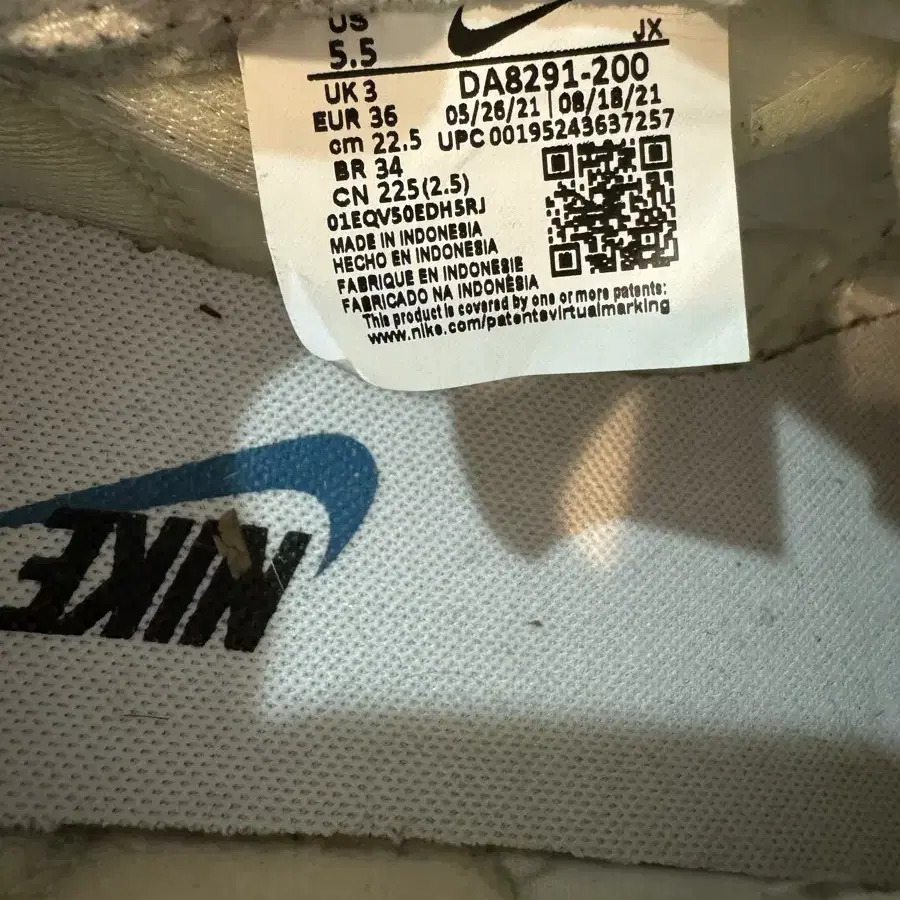 US
5.5
JX
UK 3
EUR 36
cm 22.5
BR 34
CN 225(2.5)
DA8291-200
05/26/21 | 08/18/21
UPC 00195243637257
01EQV50EDH5RJ
MADE IN INDONESIA
HECHO EN INDONESIA
FABRIQUE EN INDONESIE
FABRICADO NA INDONÉSIA
This product is covered by one or more patents:
www.nike.com/patentsvirtualmarking
NIKE